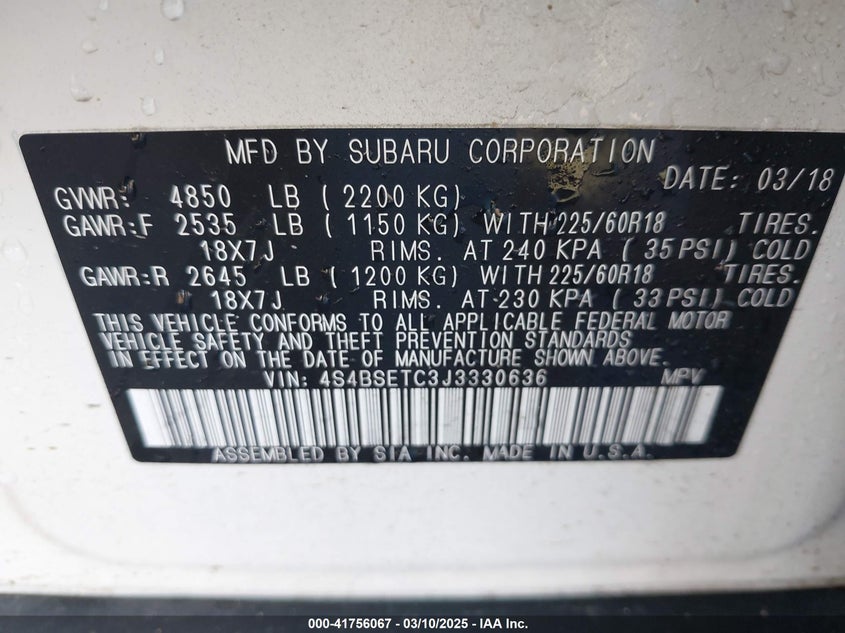 MFD BY SUBARU CORPORATION
DATE: 03/18
GVWR: 4850 LB ( 2200 KG)
GAWR:F 2535 LB ( 1150 KG) WITH 225/60R18 TIRES.
18X7J RIMS. AT 240 KPA ( 35 PSI) COLD
GAWR:R 2645 LB ( 1200 KG) WITH 225/60R18 TIRES.
18X7J RIMS. AT 230 KPA ( 33 PSI) COLD
THIS VEHICLE CONFORMS TO ALL APPLICABLE FEDERAL MOTOR
VEHICLE SAFETY AND THEFT PREVENTION STANDARDS
IN EFFECT ON THE DATE OF MANUFACTURE SHOWN ABOVE.
VIN: 4S4BSETC3J3330636 MPV
ASSEMBLED BY SIA INC. MADE IN U.S.A.
000-41756067 - 03/10/2025 - IAA Inc.